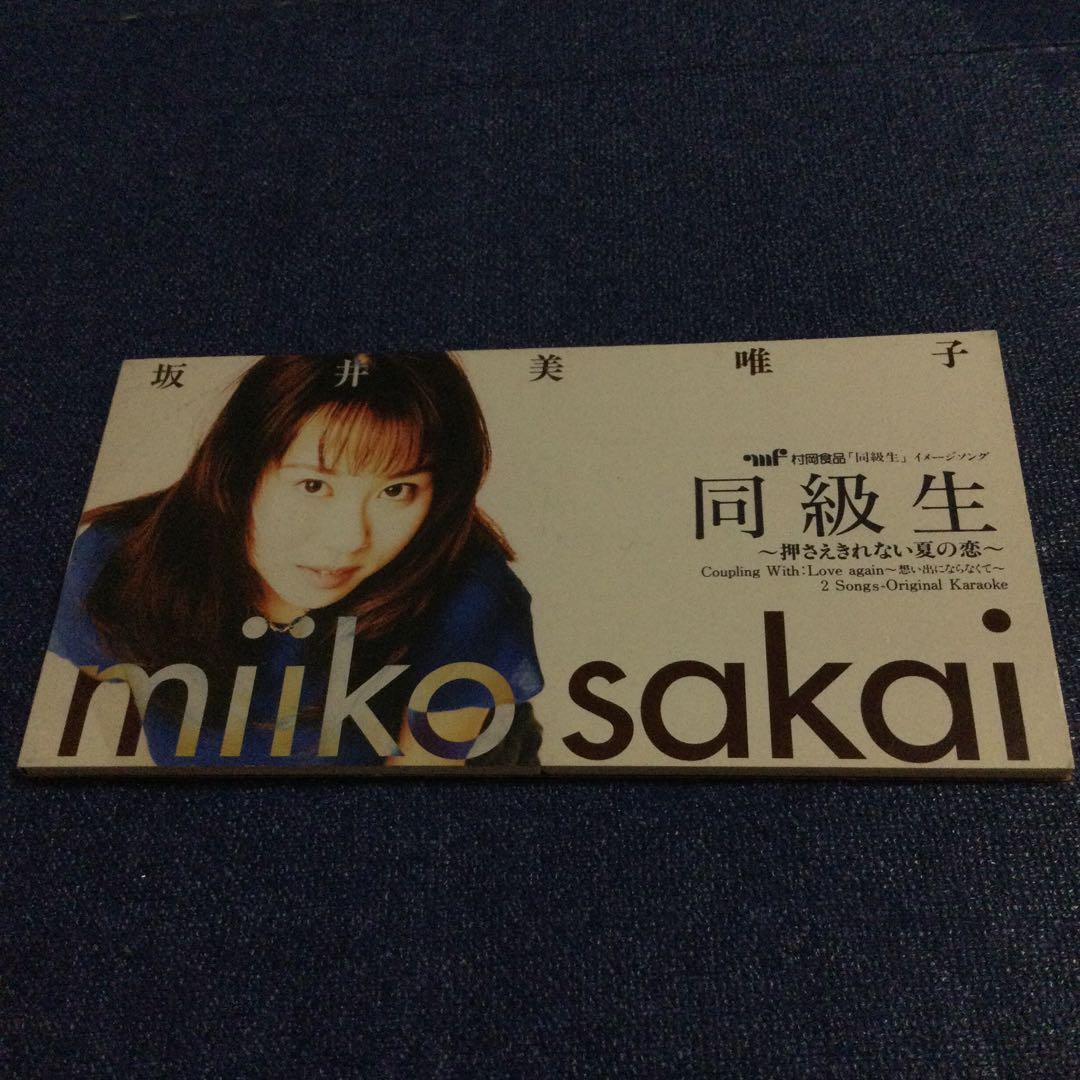 坂井美唯子
mf 村岡食品「同級生」イメージソング
同級生
～押さえきれない夏の恋～
Coupling With:Love again～想い出にならなくて～
2 Songs-Original Karaoke
miïko sakai